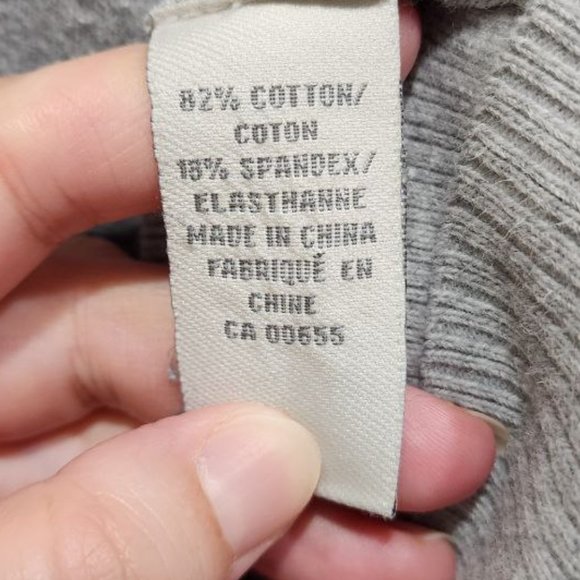 82% COTTON/
COTON
18% SPANDEX/
ELASTHANNE
MADE IN CHINA
FABRIQUÉ EN
CHINE
CA 00655